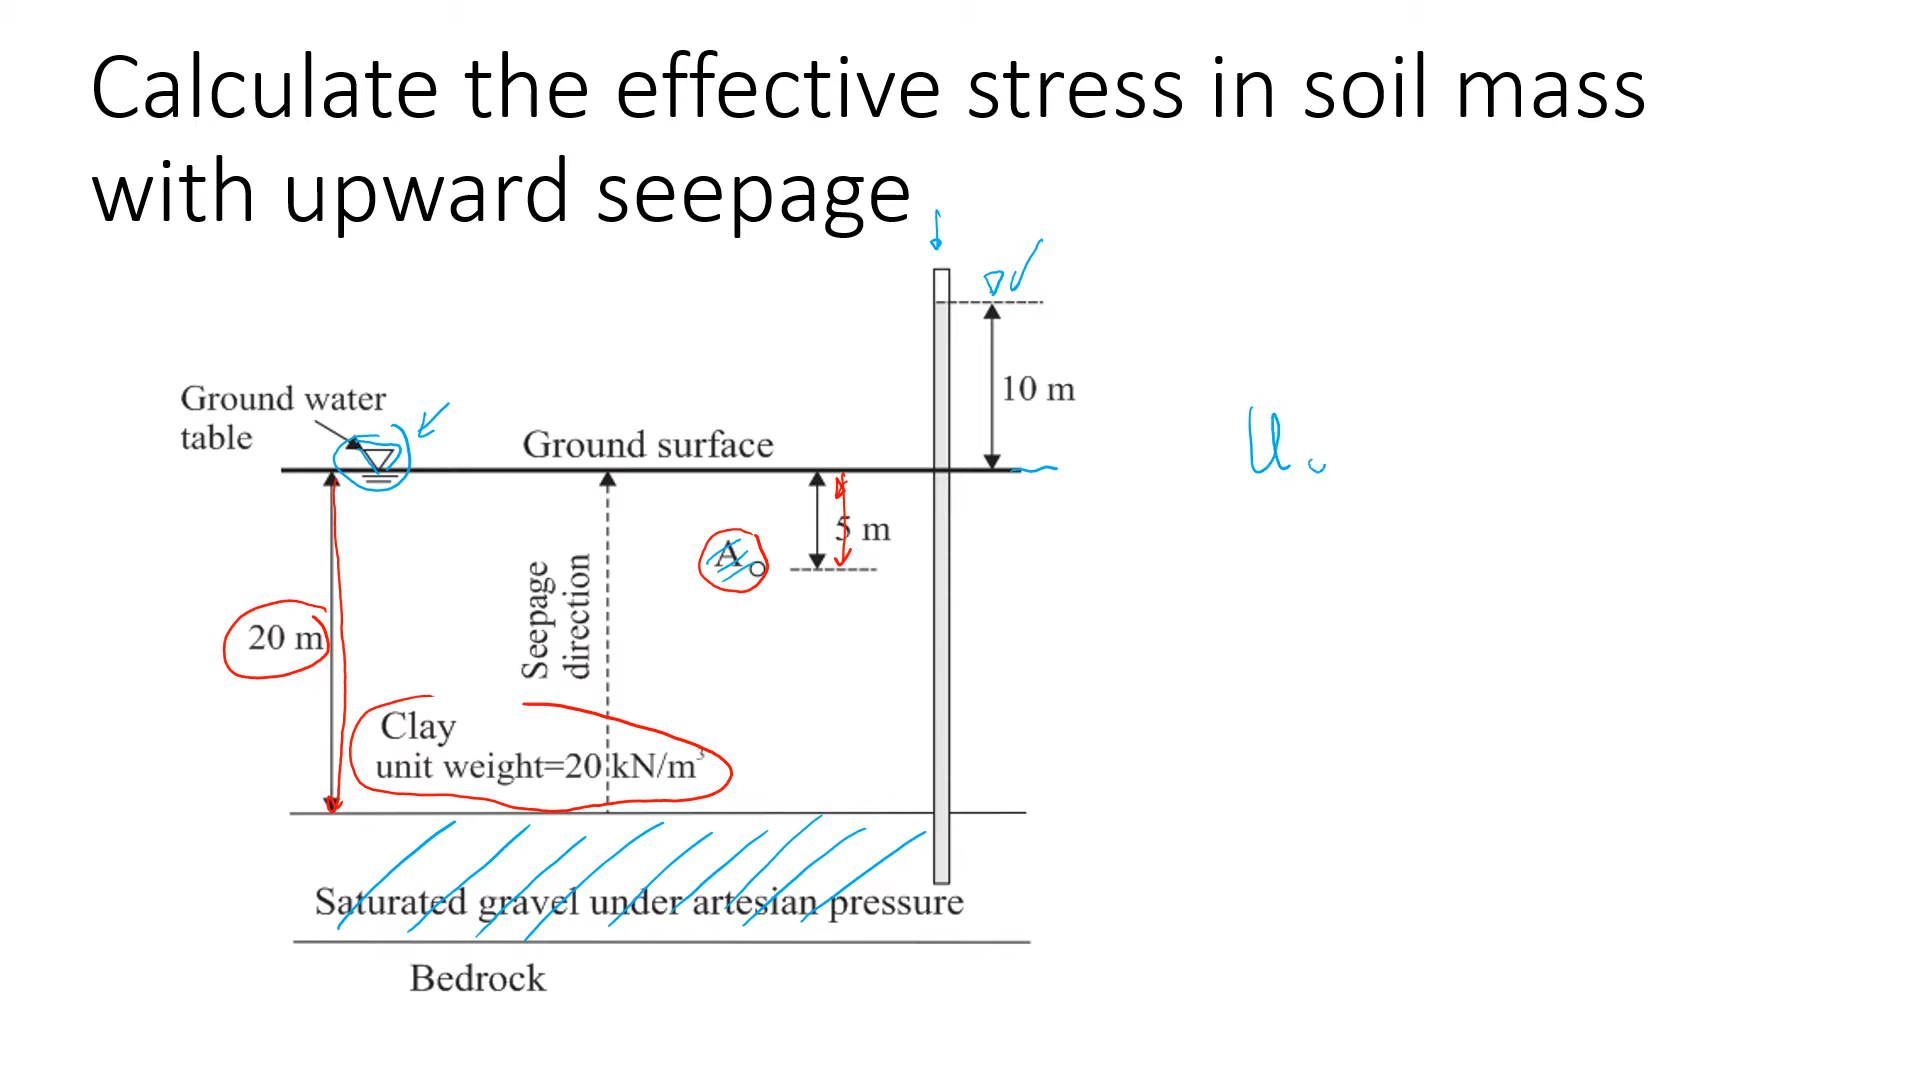 Calculate the effective stress in soil mass
with upward seepage
10 m
Ground water
table
Ground surface
U
5 m
A
Seepage
direction
20 m
Clay
unit weight=20 kN/m³
Saturated gravel under artesian pressure
Bedrock